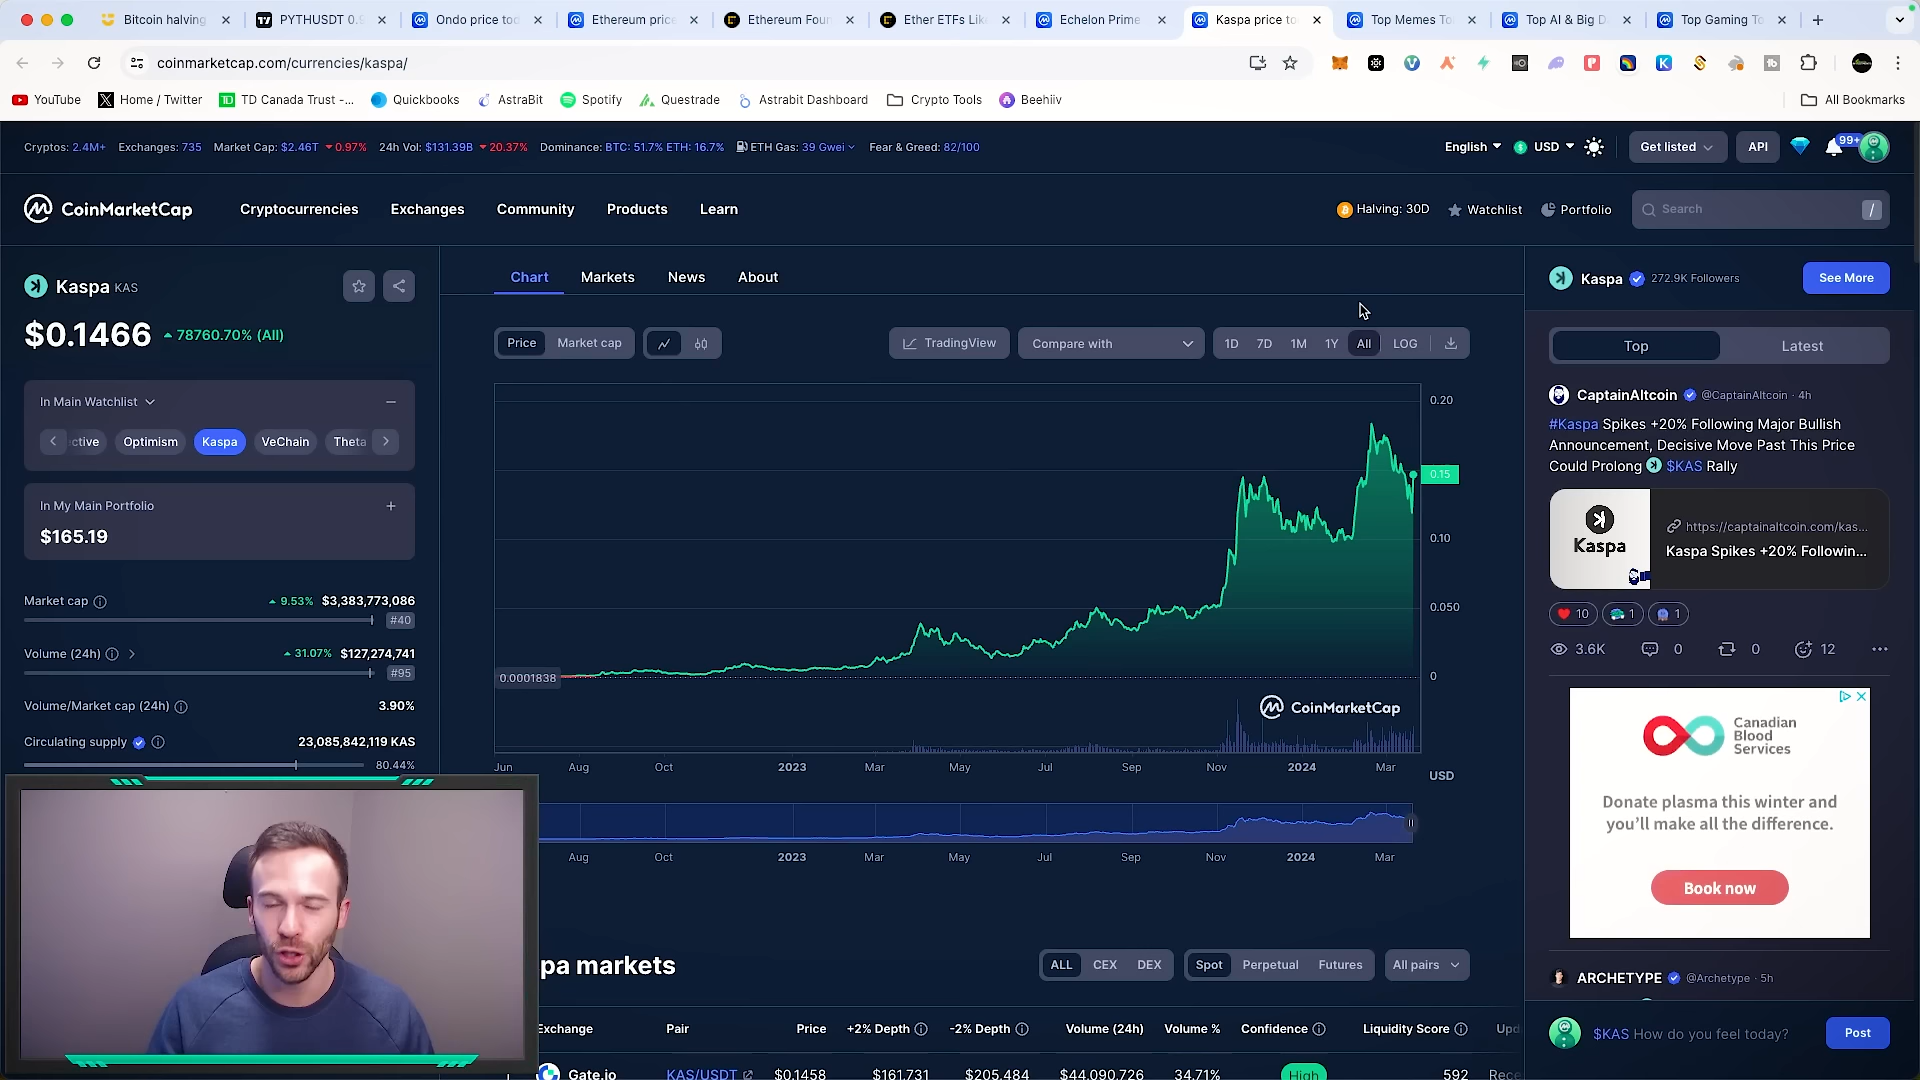 Bitcoin halving
PYTHUSDT 0.9
Ondo price tod
Ethereum price
Ethereum Foun
Ether ETFs Lik
Echelon Prime
Kaspa price to
Top Memes To
Top AI & Big D
Top Gaming To
coinmarketcap.com/currencies/kaspa/
YouTube
Home / Twitter
TD Canada Trust -...
Quickbooks
AstraBit
Spotify
Questrade
Astrabit Dashboard
Crypto Tools
Beehiiv
All Bookmarks
Cryptos: 2.4M+ Exchanges: 735 Market Cap: $2.46T 0.97% 24h Vol: $131.39B 20.37% Dominance: BTC: 51.7% ETH: 16.7% ETH Gas: 39 Gwei Fear & Greed: 82/100
English USD Get listed API 99+
CoinMarketCap
Cryptocurrencies Exchanges Community Products Learn
Halving: 30D Watchlist Portfolio Search /
Kaspa KAS
$0.1466 78760.70% (All)
In Main Watchlist
ctive Optimism Kaspa VeChain Theta
In My Main Portfolio
$165.19
Market cap 9.53% $3,383,773,086
#40
Volume (24h) 31.07% $127,274,741
#95
Volume/Market cap (24h) 3.90%
Circulating supply 23,085,842,119 KAS
80.44%
Chart Markets News About
Price Market cap TradingView Compare with 1D 7D 1M 1Y All LOG
0.20
0.15
0.10
0.050
0
0.0001838
CoinMarketCap
Jun Aug Oct 2023 Mar May Jul Sep Nov 2024 Mar
USD
Aug Oct 2023 Mar May Jul Sep Nov 2024 Mar
pa markets
ALL CEX DEX Spot Perpetual Futures All pairs
Exchange Pair Price +2% Depth -2% Depth Volume (24h) Volume % Confidence Liquidity Score Upd
Gate.io KAS/USDT $0.1458 $161,731 $205,484 $44,090,726 34.71% High 592 Rece
Kaspa 272.9K Followers See More
Top Latest
CaptainAltcoin @CaptainAltcoin · 4h
#Kaspa Spikes +20% Following Major Bullish
Announcement, Decisive Move Past This Price
Could Prolong $KAS Rally
Kaspa
https://captainaltcoin.com/kas...
Kaspa Spikes +20% Followin...
10 1 1
3.6K 0 0 12
Canadian
Blood
Services
Donate plasma this winter and
you'll make all the difference.
Book now
ARCHETYPE @Archetype · 5h
$KAS How do you feel today? Post